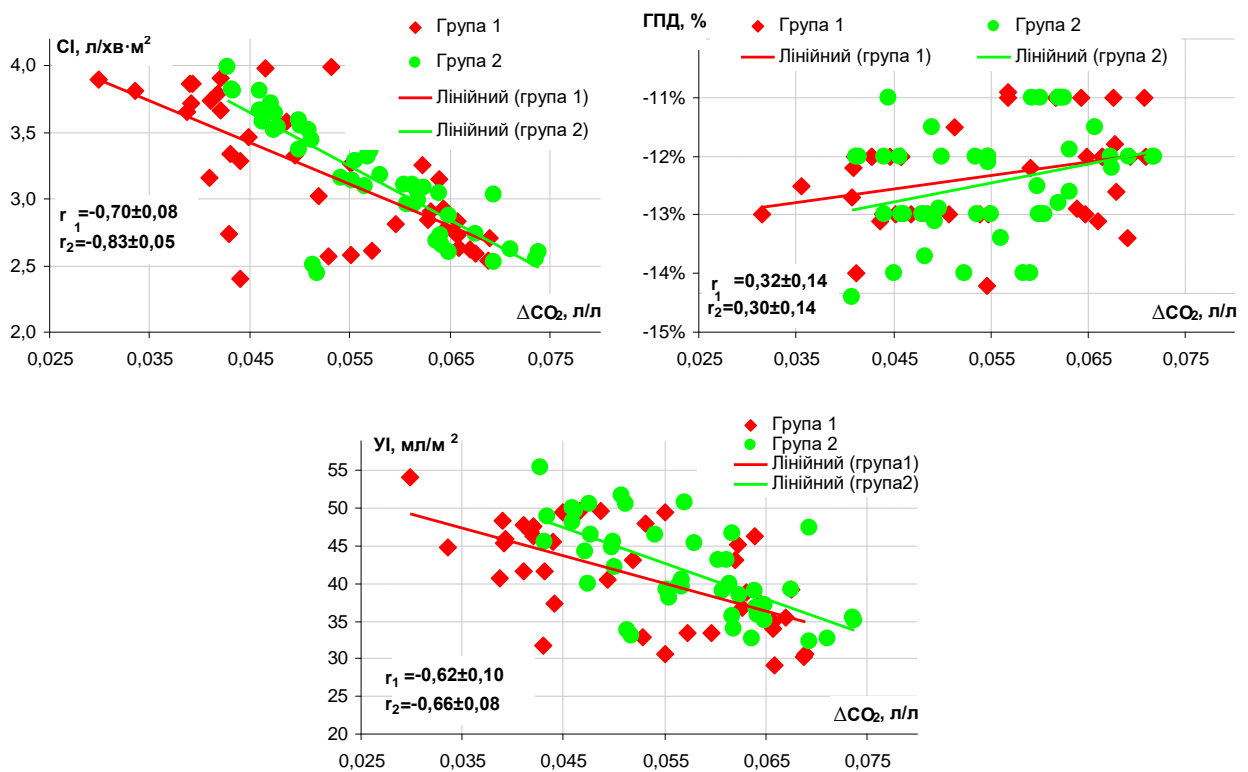 CI, л/хв·м²
Група 1
Група 2
Лінійний (група 1)
Лінійний (група 2)
4,0
3,5
3,0
2,5
2,0
r₁=-0,70±0,08
r₂=-0,83±0,05
ΔCO₂, л/л
0,025 0,035 0,045 0,055 0,065 0,075
ГПД, %
Група 1 Група 2
Лінійний (група 1) Лінійний (група 2)
-11%
-12%
-13%
-14%
-15%
r₁=0,32±0,14
r₂=0,30±0,14
ΔCO₂, л/л
0,025 0,035 0,045 0,055 0,065 0,075
УІ, мл/м ²
Група 1
Група 2
Лінійний (група1)
Лінійний (група2)
55
50
45
40
35
30
25
20
r₁ =-0,62±0,10
r₂=-0,66±0,08
ΔCO₂, л/л
0,025 0,035 0,045 0,055 0,065 0,075